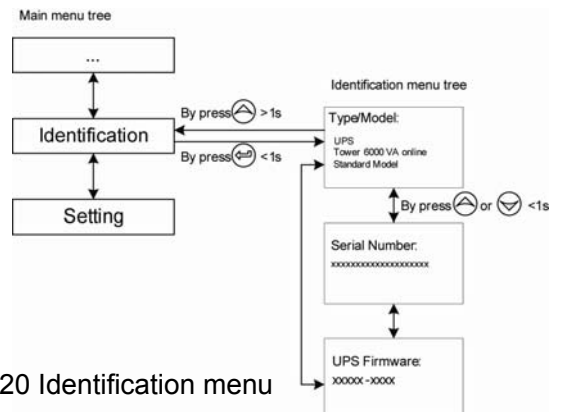 Main menu tree
...
Identification
Setting
By press >1s
By press <1s
Identification menu tree
Type/Model:
UPS
Tower 6000 VA online
Standard Model
By press or <1s
Serial Number:
xxxxxxxxxxxxxxxxxxxx
UPS Firmware:
xxxxx-xxxx
20 Identification menu